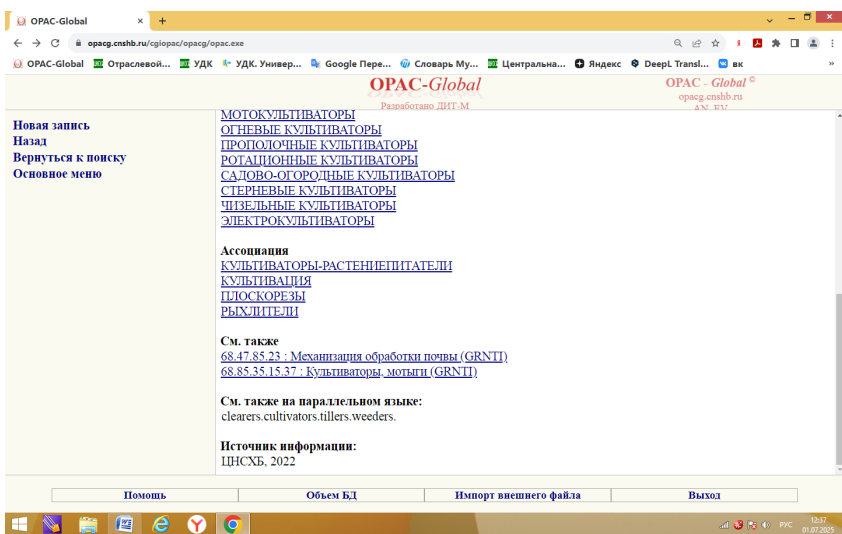 OPAC-Global
opacg.cnshb.ru/cgiopac/opacg/opac.exe
OPAC-Global
Отраслевой...
УДК
УДК. Универ...
Google Пере...
Словарь Му...
Центральна...
Яндекс
DeepL Transl...
вк
OPAC-Global
Разработано ДИТ-М
OPAC - Global ©
opacg.cnshb.ru
AN_EV
Новая запись
Назад
Вернуться к поиску
Основное меню
МОТОКУЛЬТИВАТОРЫ
ОГНЕВЫЕ КУЛЬТИВАТОРЫ
ПРОПОЛОЧНЫЕ КУЛЬТИВАТОРЫ
РОТАЦИОННЫЕ КУЛЬТИВАТОРЫ
САДОВО-ОГОРОДНЫЕ КУЛЬТИВАТОРЫ
СТЕРНЕВЫЕ КУЛЬТИВАТОРЫ
ЧИЗЕЛЬНЫЕ КУЛЬТИВАТОРЫ
ЭЛЕКТРОКУЛЬТИВАТОРЫ
Ассоциация
КУЛЬТИВАТОРЫ-РАСТЕНИЕПИТАТЕЛИ
КУЛЬТИВАЦИЯ
ПЛОСКОРЕЗЫ
РЫХЛИТЕЛИ
См. также
68.47.85.23 : Механизация обработки почвы (GRNTI)
68.85.35.15.37 : Культиваторы, мотыги (GRNTI)
См. также на параллельном языке:
clearers.cultivators.tillers.weeders.
Источник информации:
ЦНСХБ, 2022
Помощь
Объем БД
Импорт внешнего файла
Выход
РУС
12:37
01.07.2025